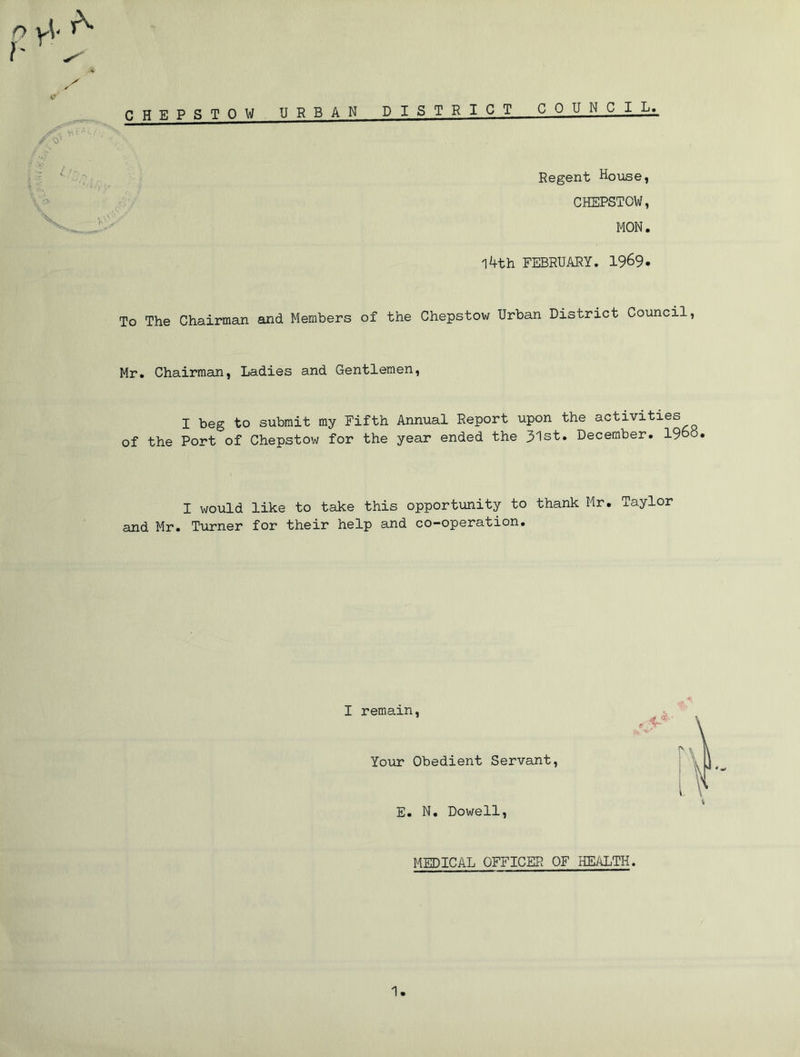 P H. A
CHEPSTOW URBAN DISTRICT COUNCIL.
Regent House,
CHEPSTOW,
MON.
14th FEBRUARY. 1969.
To The Chairman and Members of the Chepstow Urban District Council,
Mr. Chairman, Ladies and Gentlemen,
I beg to submit my Fifth Annual Report upon the activities
of the Port of Chepstow for the year ended the 31st. December. 1968.
I would like to take this opportunity to thank Mr. Taylor
and Mr. Turner for their help and co-operation.
I remain,
Your Obedient Servant,
E. N. Dowell,
MEDICAL OFFICER OF HEALTH.
1.